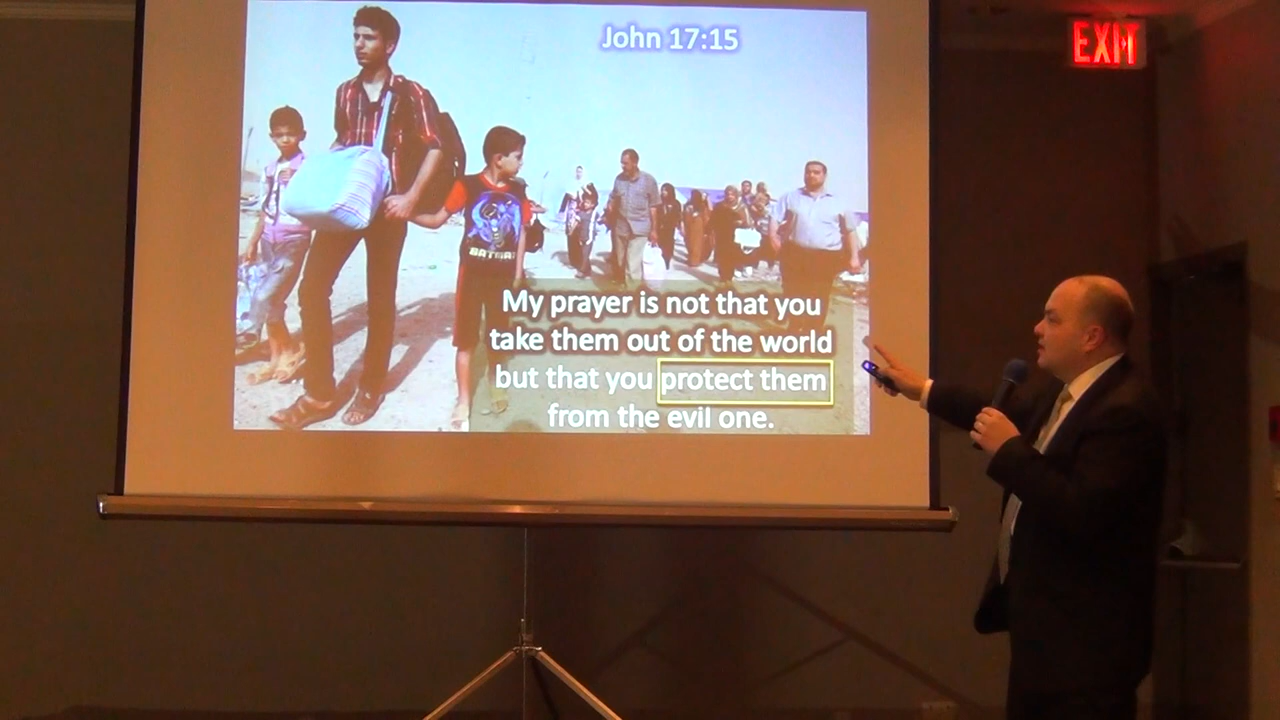 John 17:15
EXIT
BATMAN
My prayer is not that you
take them out of the world
but that you protect them
from the evil one.